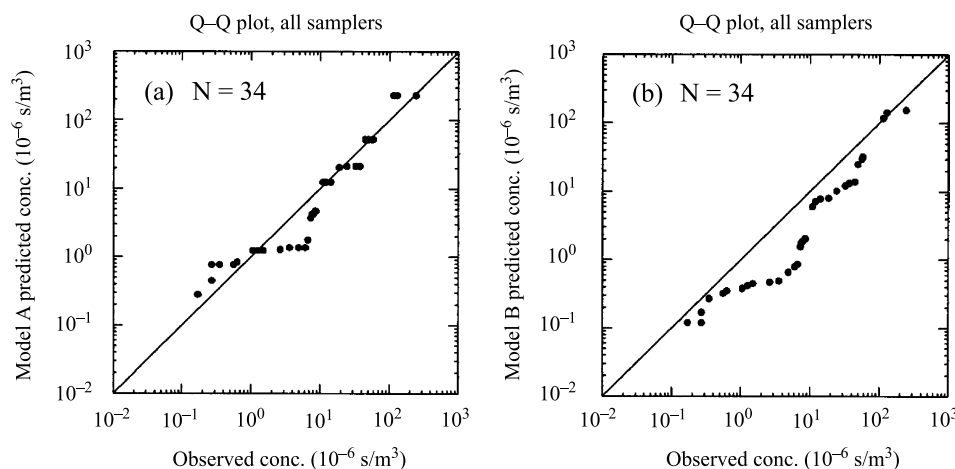 Q–Q plot, all samplers
(a) N = 34
Model A predicted conc. (10⁻⁶ s/m³)
10³
10²
10¹
10⁰
10⁻¹
10⁻²
10⁻² 10⁻¹ 10⁰ 10¹ 10² 10³
Observed conc. (10⁻⁶ s/m³)
Q–Q plot, all samplers
(b) N = 34
Model B predicted conc. (10⁻⁶ s/m³)
10³
10²
10¹
10⁰
10⁻¹
10⁻²
10⁻² 10⁻¹ 10⁰ 10¹ 10² 10³
Observed conc. (10⁻⁶ s/m³)